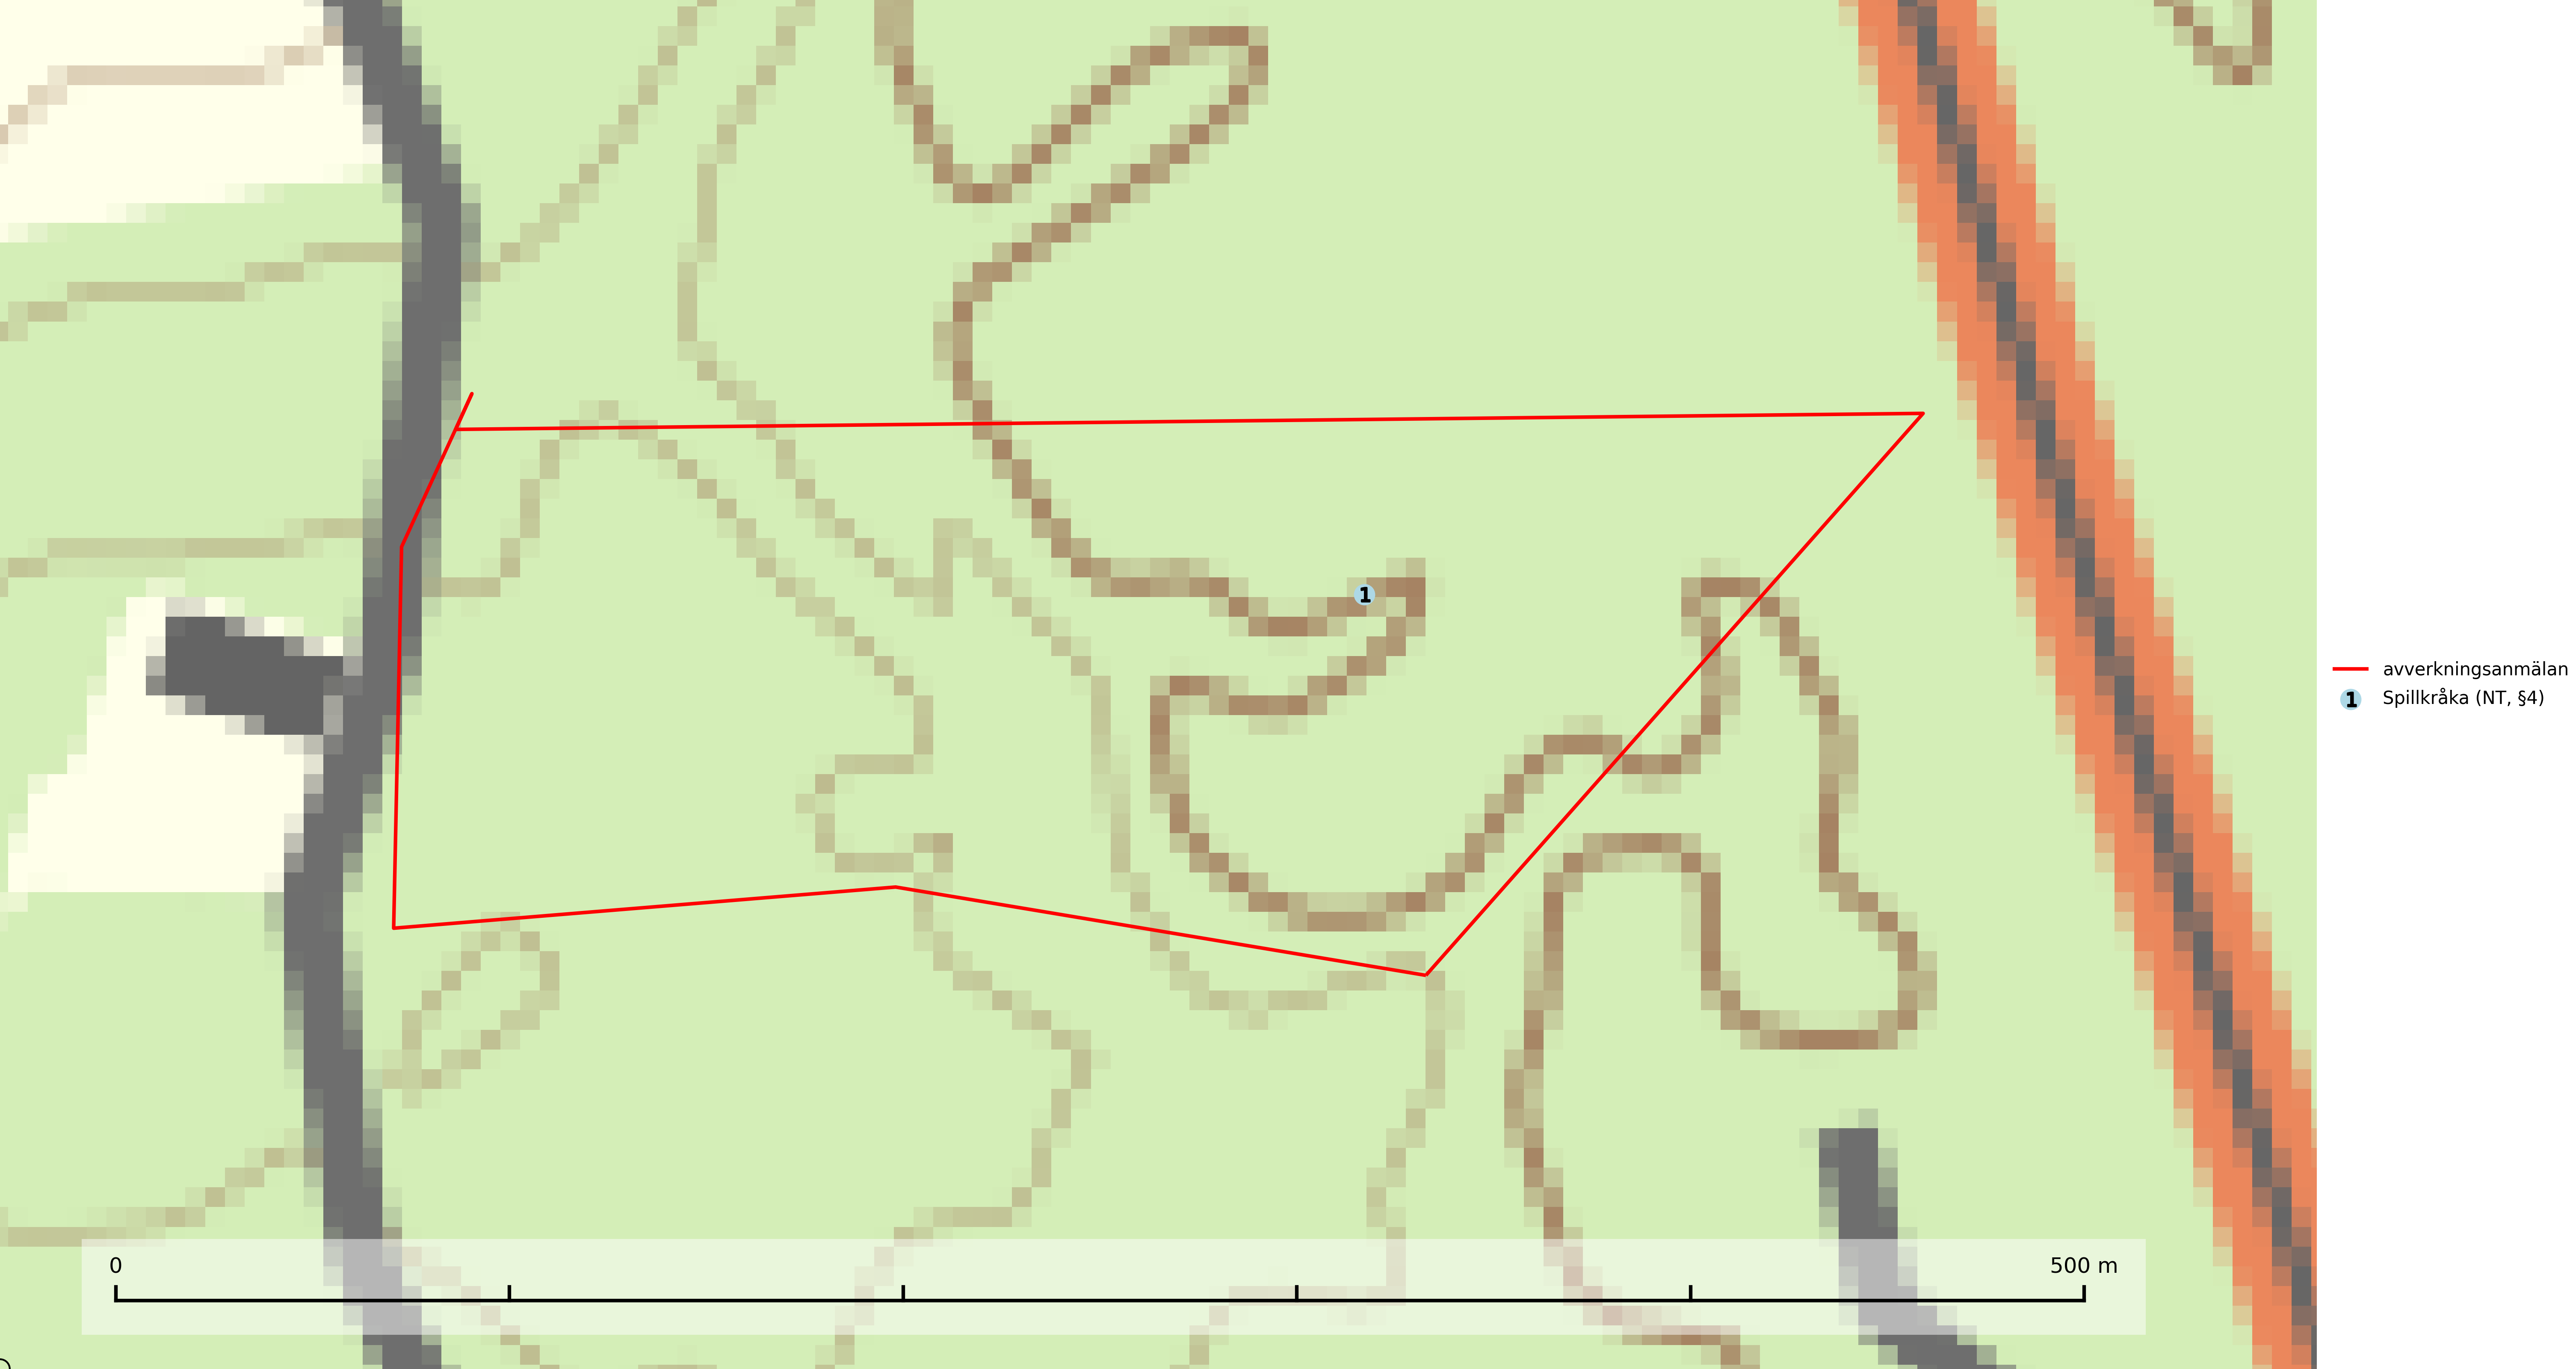 1
avverkningsanmälan
1 Spillkråka (NT, §4)
0 500 m